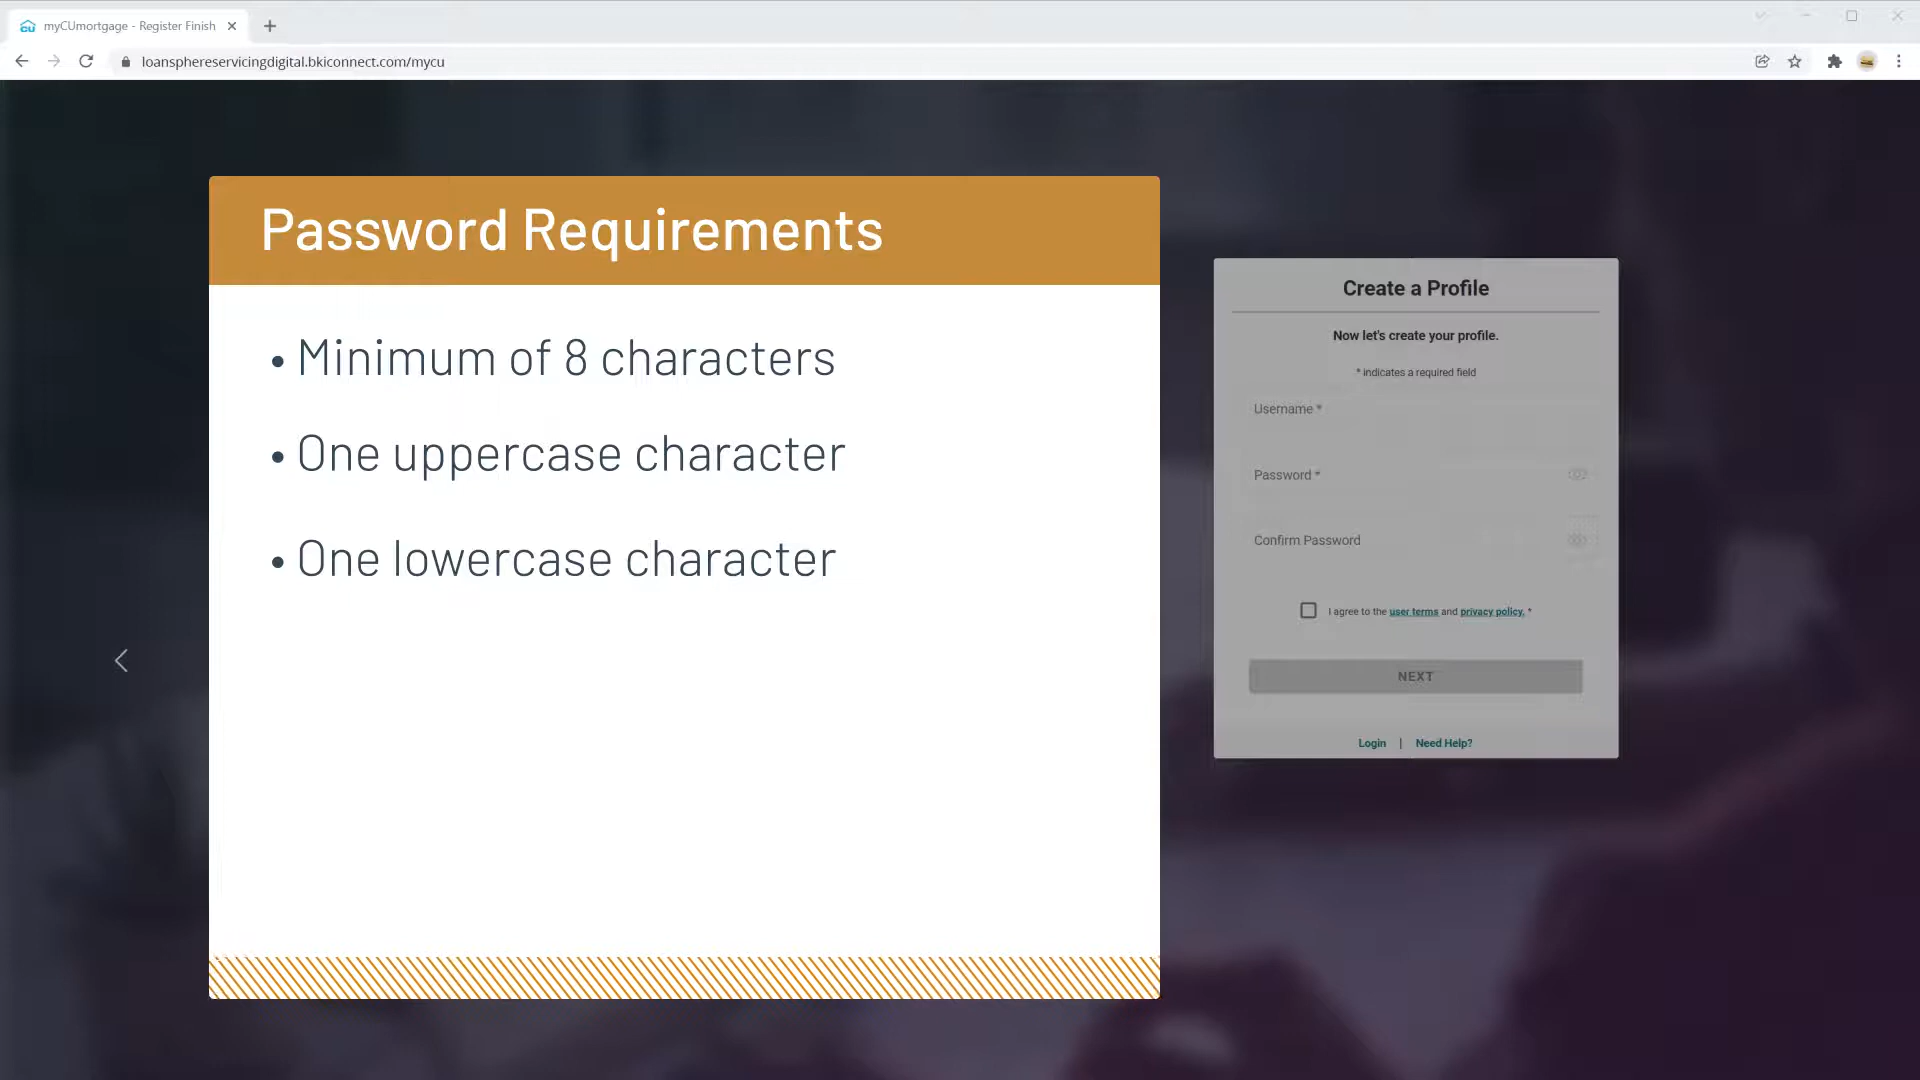 myCUmortgage - Register Finish
loansphereservicingdigital.bkiconnect.com/mycu
Password Requirements
• Minimum of 8 characters
• One uppercase character
• One lowercase character
Create a Profile
Now let's create your profile.
* indicates a required field
Username *
Password *
Confirm Password
I agree to the user terms and privacy policy. *
NEXT
Login | Need Help?